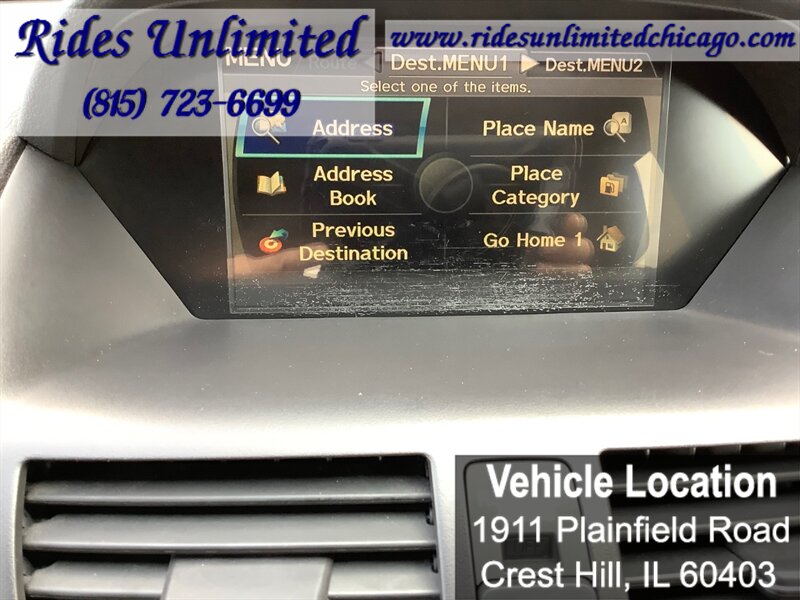 Rides Unlimited
www.ridesunlimitedchicago.com
(815) 723-6699
MENU Route Dest.MENU1 Dest.MENU2
Select one of the items.
Address
Place Name
Address
Book
Place
Category
Previous
Destination
Go Home 1
Vehicle Location
1911 Plainfield Road
Crest Hill, IL 60403